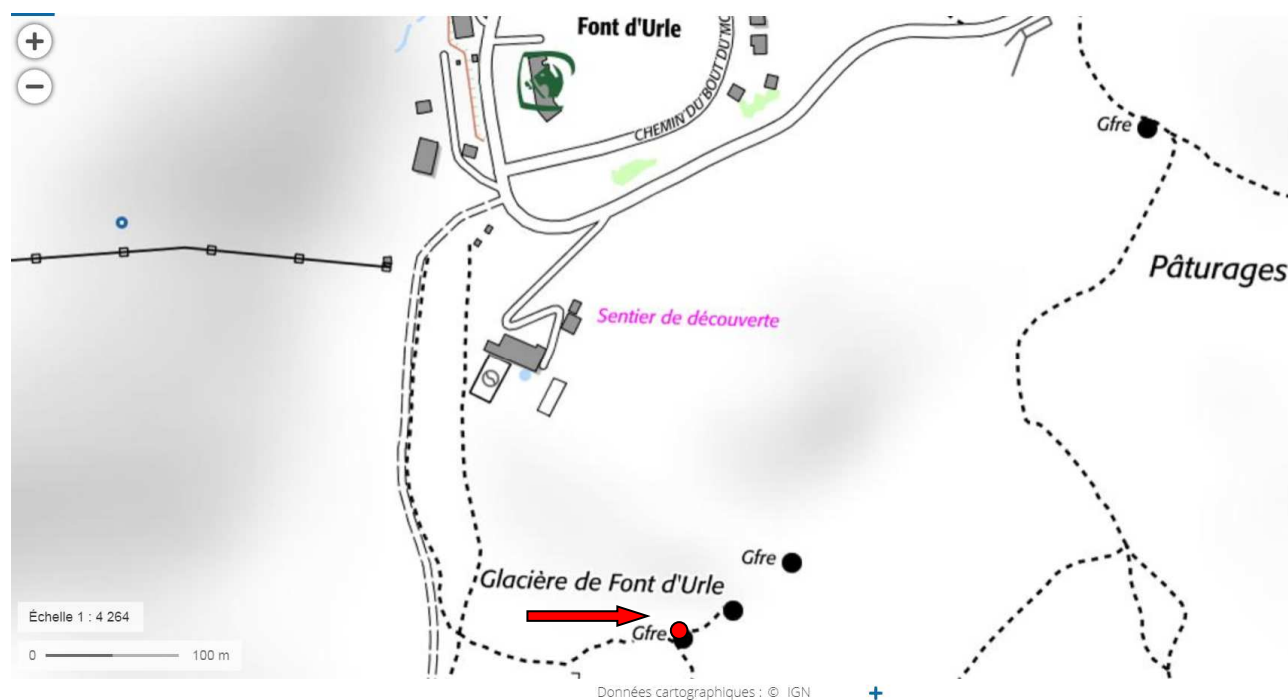 +
−
Font d'Urle
CHEMIN DU BOUT DU MO
Gfre
Pâturages
Sentier de découverte
Gfre
Glacière de Font d'Urle
Gfre
Échelle 1 : 4 264
0 100 m
Données cartographiques : © IGN +